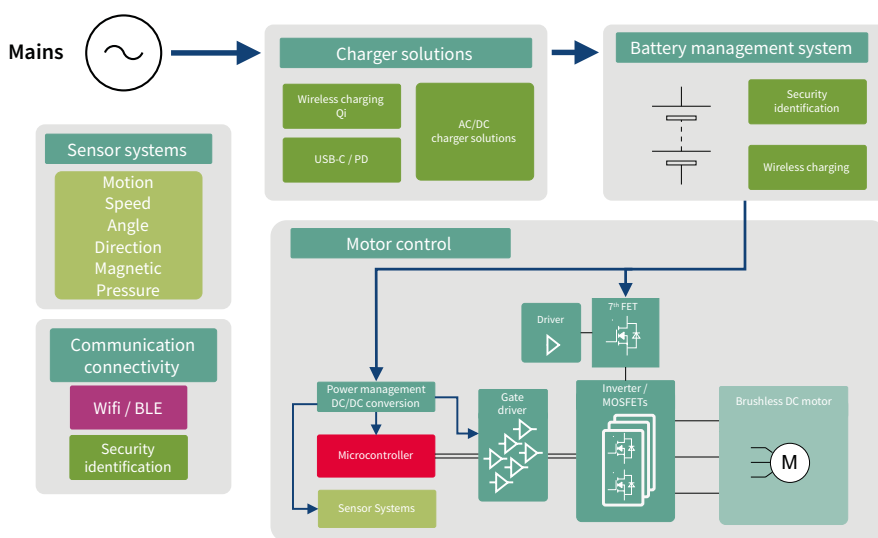 Mains
Charger solutions
Wireless charging
Qi
USB-C / PD
AC/DC
charger solutions
Battery management system
Security
identification
Wireless charging
Sensor systems
Motion
Speed
Angle
Direction
Magnetic
Pressure
Communication
connectivity
Wifi / BLE
Security
identification
Motor control
Driver
7th FET
Power management
DC/DC conversion
Microcontroller
Sensor Systems
Gate
driver
Inverter /
MOSFETs
Brushless DC motor
M